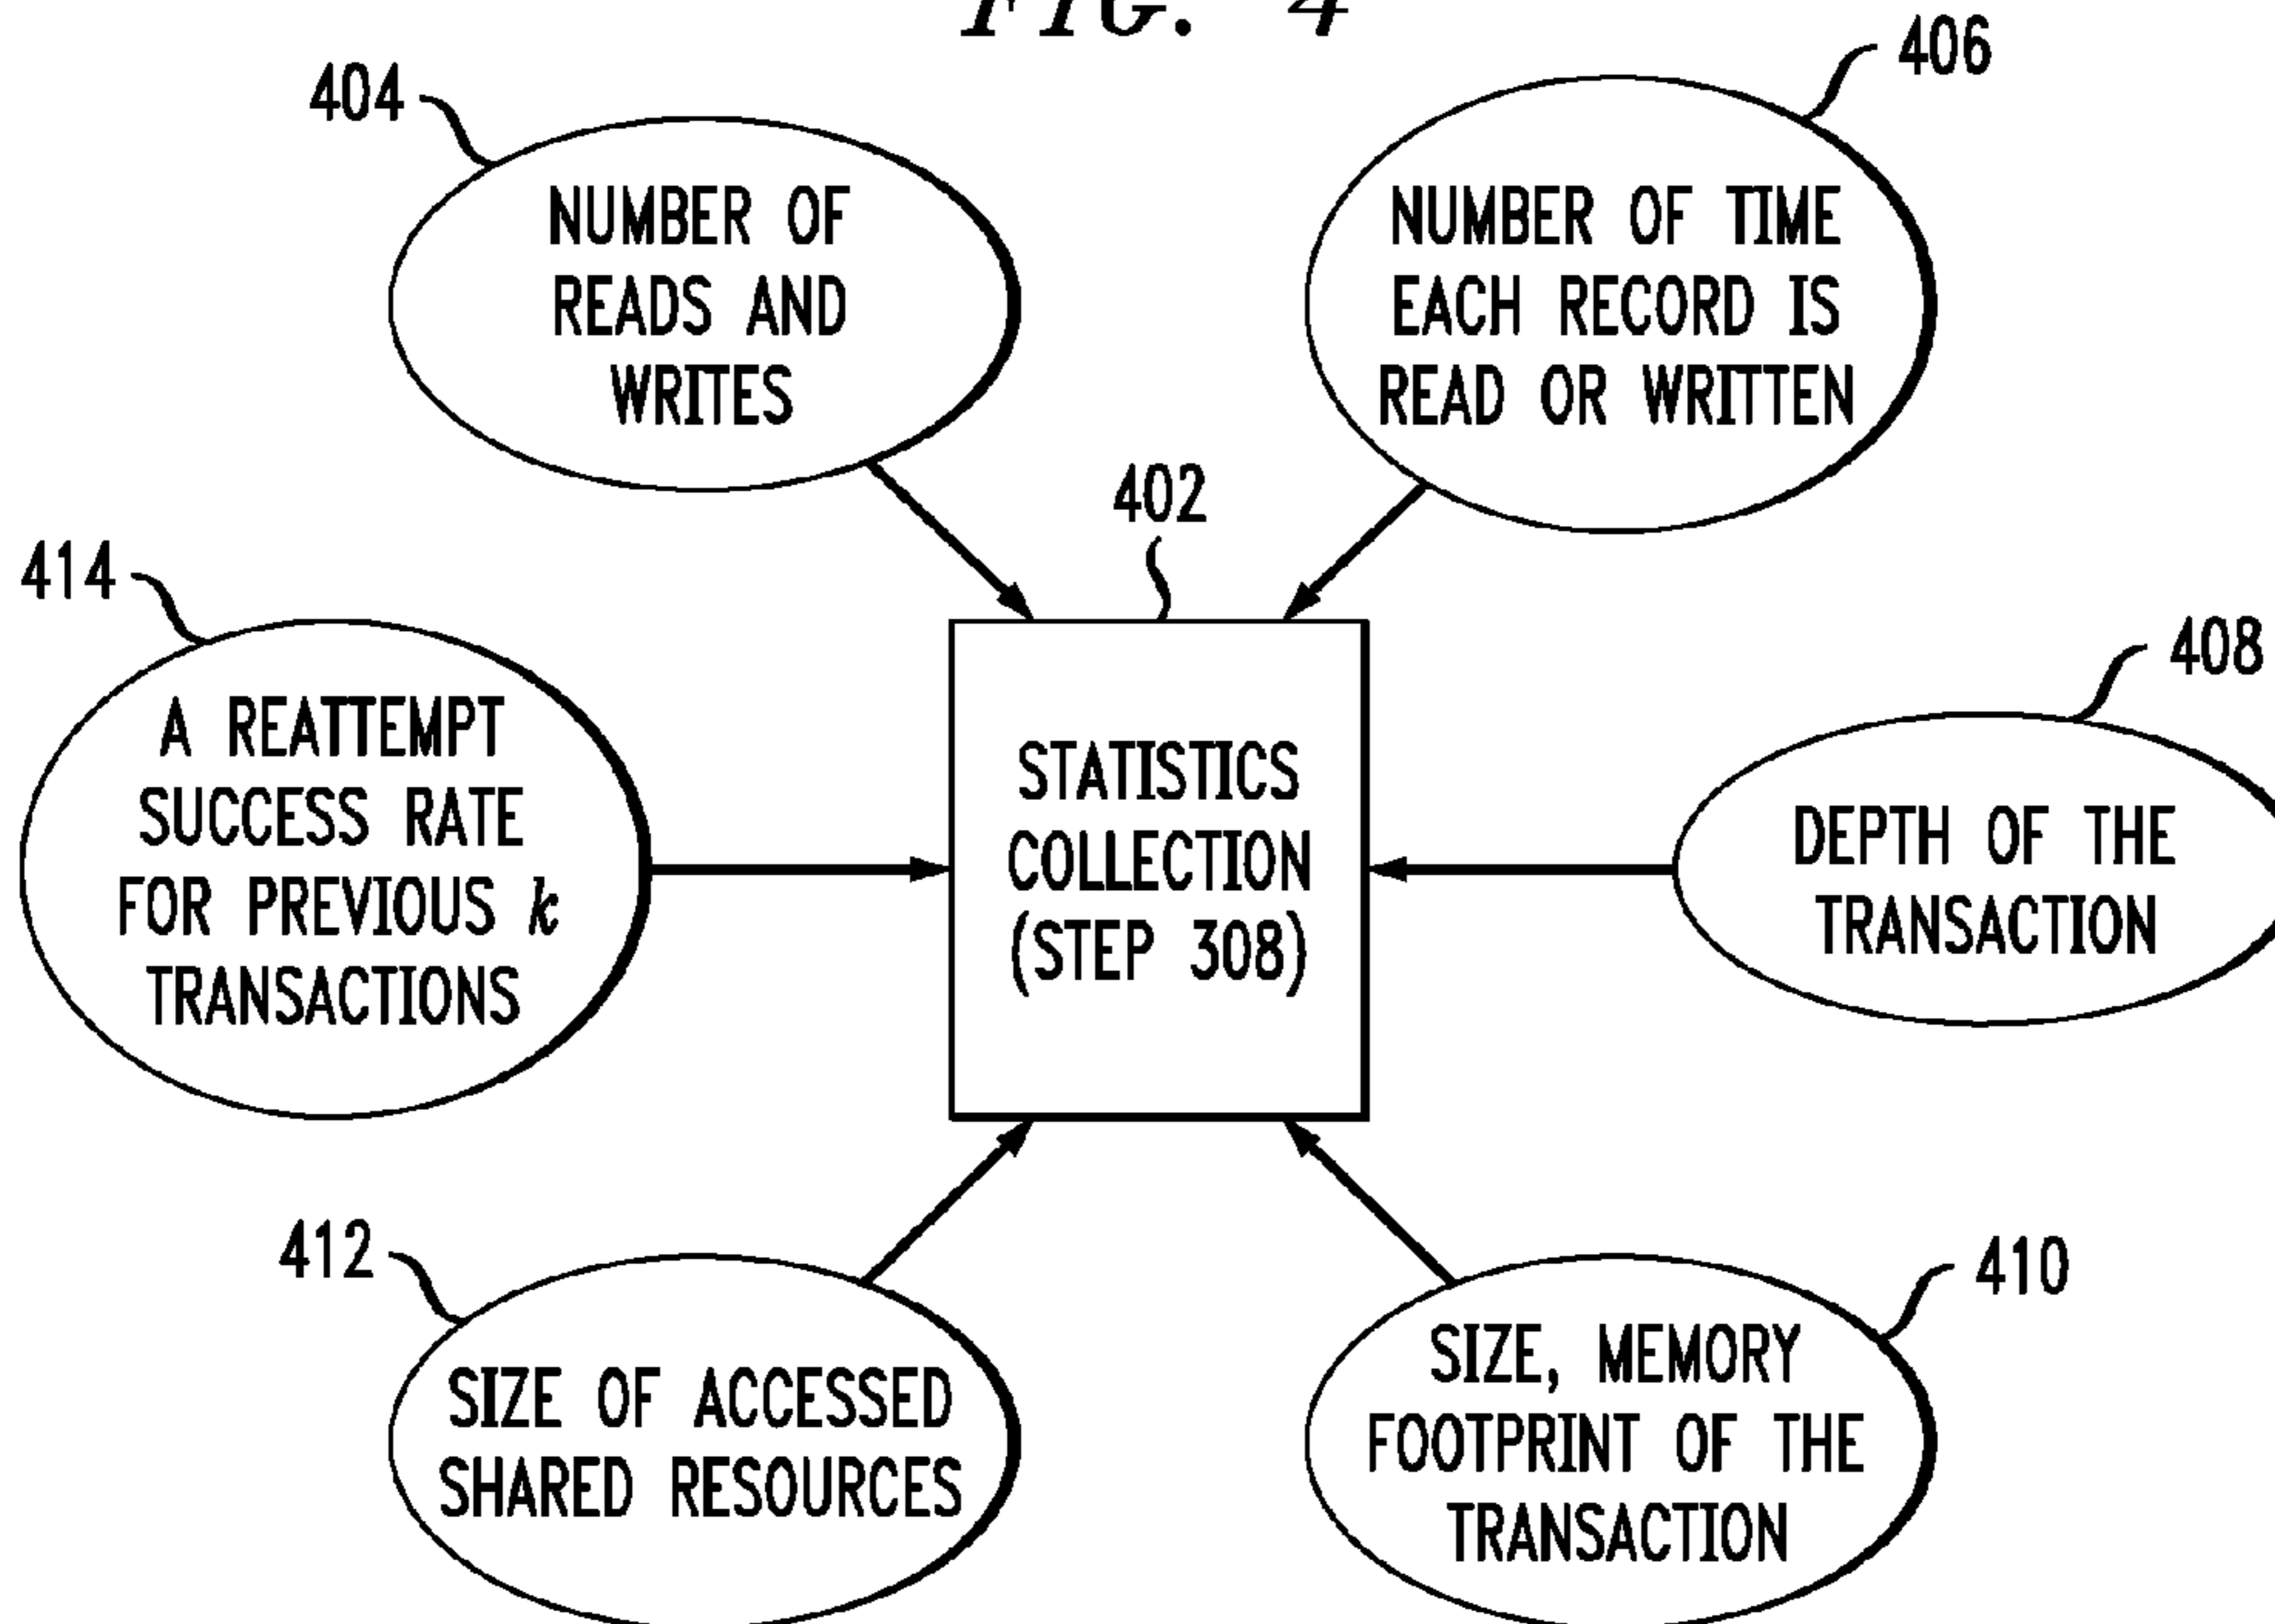 FIG. 4
404
NUMBER OF
READS AND
WRITES
406
NUMBER OF TIME
EACH RECORD IS
READ OR WRITTEN
402
STATISTICS
COLLECTION
(STEP 308)
414
A REATTEMPT
SUCCESS RATE
FOR PREVIOUS k
TRANSACTIONS
408
DEPTH OF THE
TRANSACTION
412
SIZE OF ACCESSED
SHARED RESOURCES
410
SIZE, MEMORY
FOOTPRINT OF THE
TRANSACTION